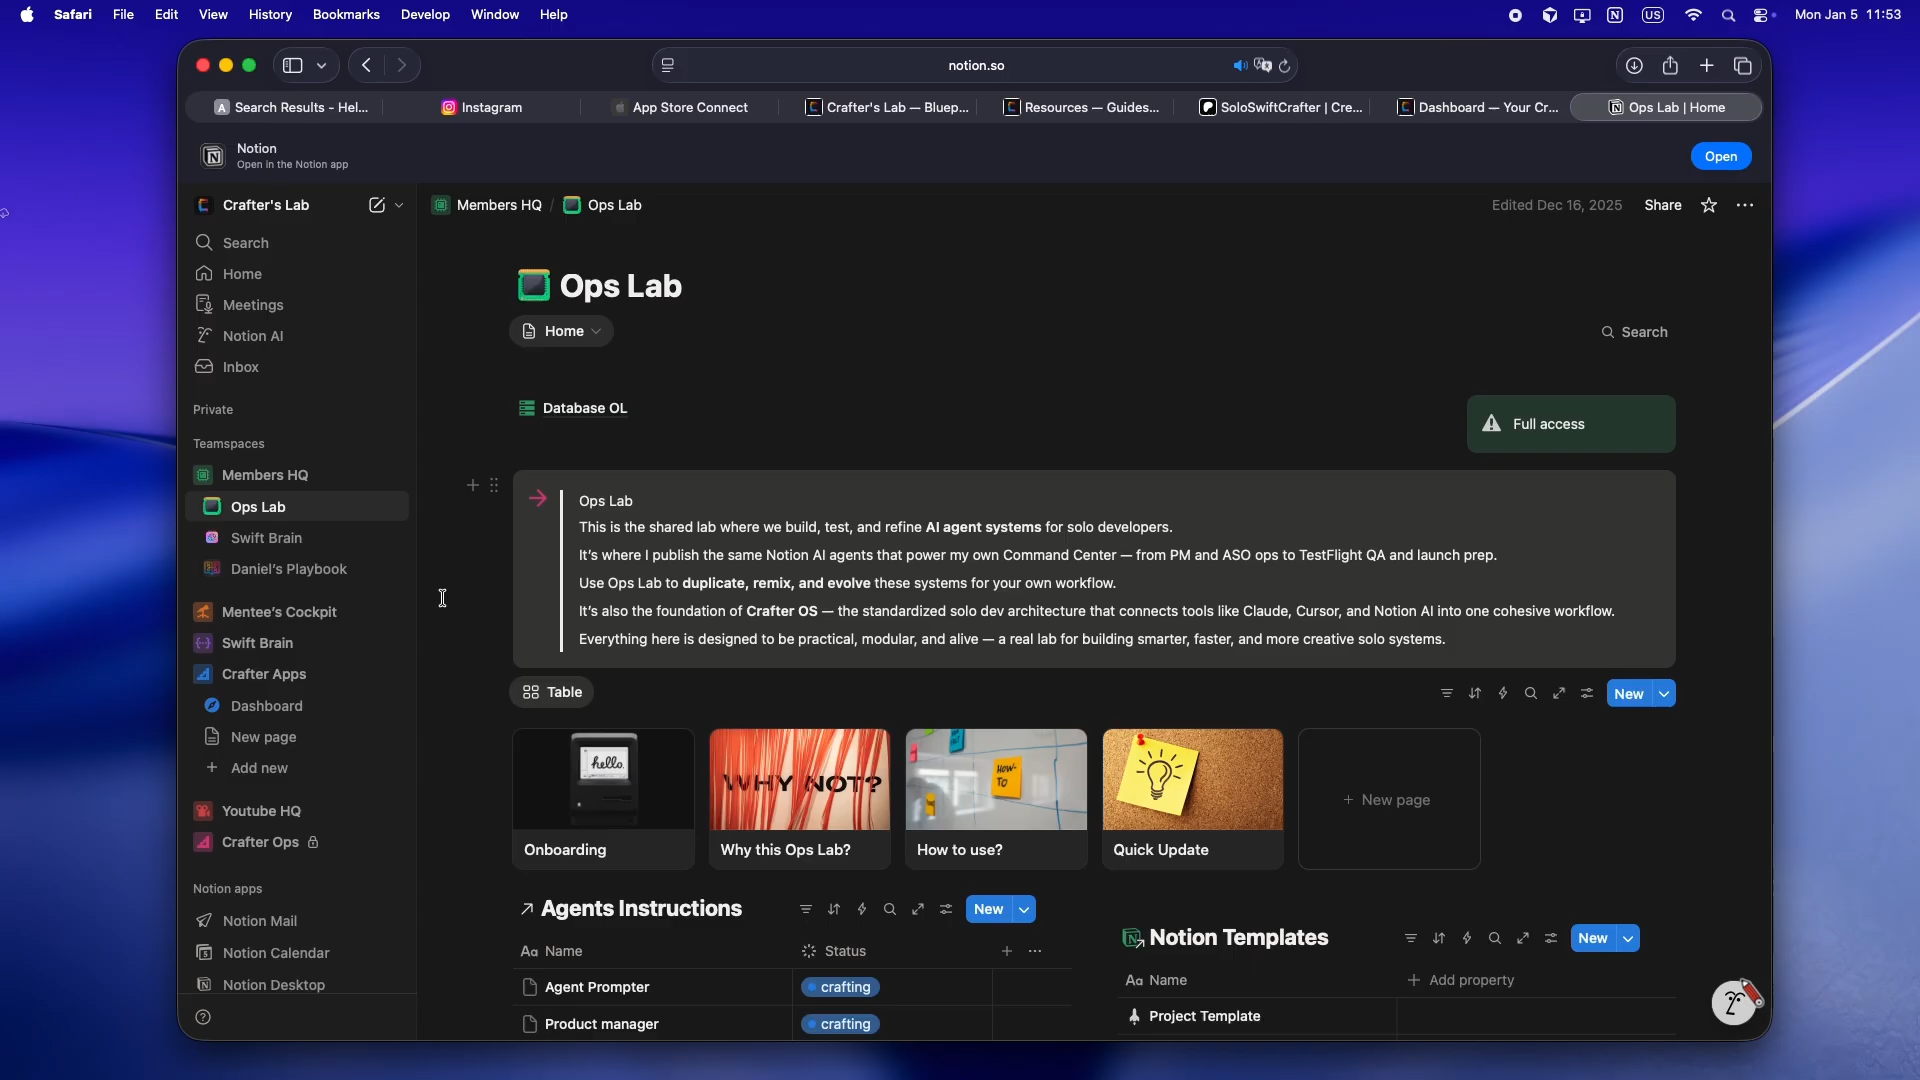 Safari File Edit View History Bookmarks Develop Window Help
US Mon Jan 5 11:53
notion.so
Search Results - Hel...
Instagram
App Store Connect
Crafter's Lab — Bluep...
Resources — Guides...
SoloSwiftCrafter | Cre...
Dashboard — Your Cr...
Ops Lab | Home
Notion
Open in the Notion app
Open
Crafter's Lab
Search
Home
Meetings
Notion AI
Inbox
Private
Teamspaces
Members HQ
Ops Lab
Swift Brain
Daniel's Playbook
Mentee's Cockpit
Swift Brain
Crafter Apps
Dashboard
New page
Add new
Youtube HQ
Crafter Ops
Notion apps
Notion Mail
Notion Calendar
Notion Desktop
Members HQ / Ops Lab
Edited Dec 16, 2025 Share
Ops Lab
Home
Search
Database OL
Full access
Ops Lab
This is the shared lab where we build, test, and refine AI agent systems for solo developers.
It's where I publish the same Notion AI agents that power my own Command Center — from PM and ASO ops to TestFlight QA and launch prep.
Use Ops Lab to duplicate, remix, and evolve these systems for your own workflow.
It's also the foundation of Crafter OS — the standardized solo dev architecture that connects tools like Claude, Cursor, and Notion AI into one cohesive workflow.
Everything here is designed to be practical, modular, and alive — a real lab for building smarter, faster, and more creative solo systems.
Table
New
hello.
WHY NOT?
HOW-TO
Onboarding
Why this Ops Lab?
How to use?
Quick Update
+ New page
Agents Instructions
New
Aa Name
Status
Agent Prompter
crafting
Product manager
crafting
Notion Templates
New
Aa Name
+ Add property
Project Template